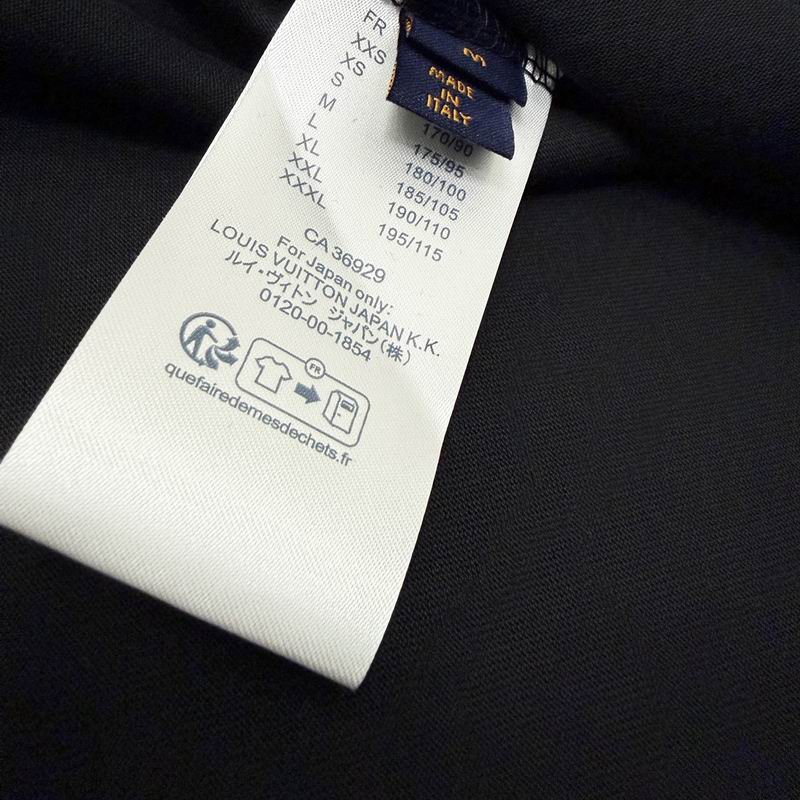 FR
XXS
XS
S
M
L
XL
XXL
XXXL
MADE
IN
ITALY
170/90
175/95
180/100
185/105
190/110
195/115
CA 36929
For Japan only:
LOUIS VUITTON JAPAN K.K.
ルイ・ヴィトン ジャパン(株)
0120-00-1854
FR
quefairedemesdechets.fr